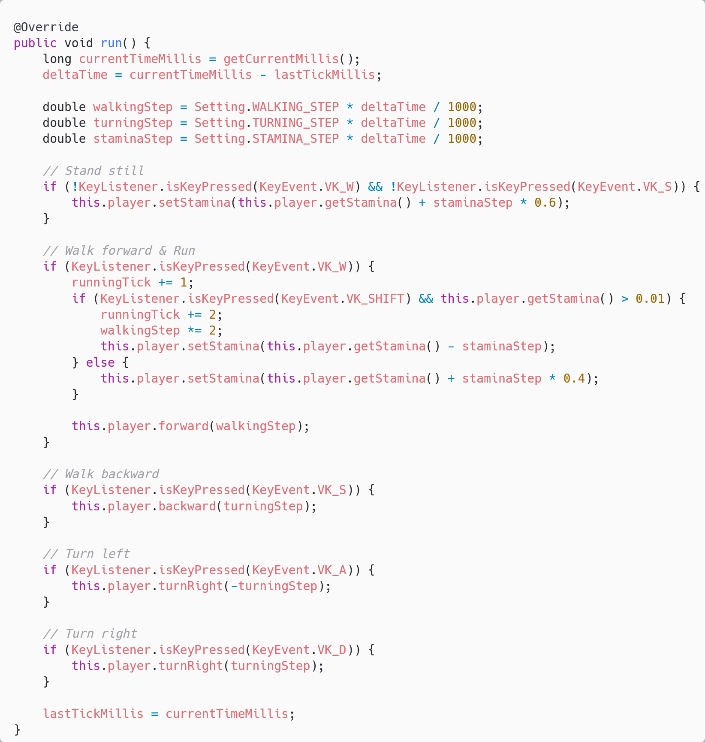 @Override
public void run() {
    long currentTimeMillis = getCurrentMillis();
    deltaTime = currentTimeMillis - lastTickMillis;

    double walkingStep = Setting.WALKING_STEP * deltaTime / 1000;
    double turningStep = Setting.TURNING_STEP * deltaTime / 1000;
    double staminaStep = Setting.STAMINA_STEP * deltaTime / 1000;

    // Stand still
    if (!KeyListener.isKeyPressed(KeyEvent.VK_W) && !KeyListener.isKeyPressed(KeyEvent.VK_S)) {
        this.player.setStamina(this.player.getStamina() + staminaStep * 0.6);
    }

    // Walk forward & Run
    if (KeyListener.isKeyPressed(KeyEvent.VK_W)) {
        runningTick += 1;
        if (KeyListener.isKeyPressed(KeyEvent.VK_SHIFT) && this.player.getStamina() > 0.01) {
            runningTick += 2;
            walkingStep *= 2;
            this.player.setStamina(this.player.getStamina() - staminaStep);
        } else {
            this.player.setStamina(this.player.getStamina() + staminaStep * 0.4);
        }

        this.player.forward(walkingStep);
    }

    // Walk backward
    if (KeyListener.isKeyPressed(KeyEvent.VK_S)) {
        this.player.backward(turningStep);
    }

    // Turn left
    if (KeyListener.isKeyPressed(KeyEvent.VK_A)) {
        this.player.turnRight(-turningStep);
    }

    // Turn right
    if (KeyListener.isKeyPressed(KeyEvent.VK_D)) {
        this.player.turnRight(turningStep);
    }

    lastTickMillis = currentTimeMillis;
}